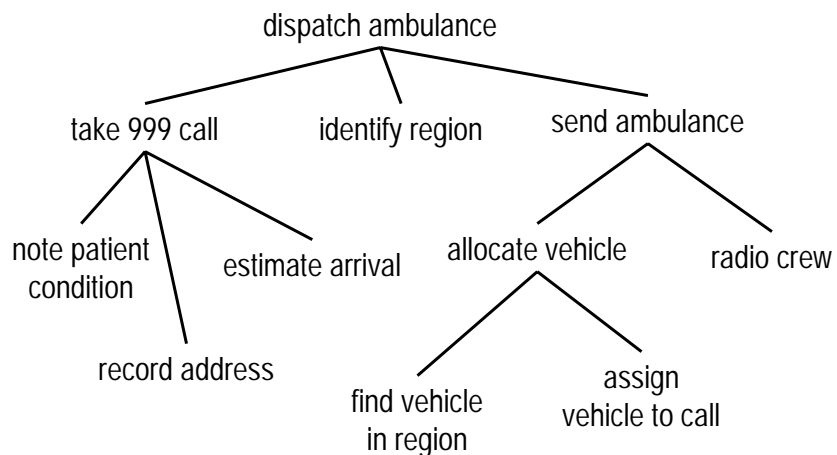 dispatch ambulance
take 999 call
identify region
send ambulance
note patient
condition
record address
estimate arrival
allocate vehicle
radio crew
find vehicle
in region
assign
vehicle to call